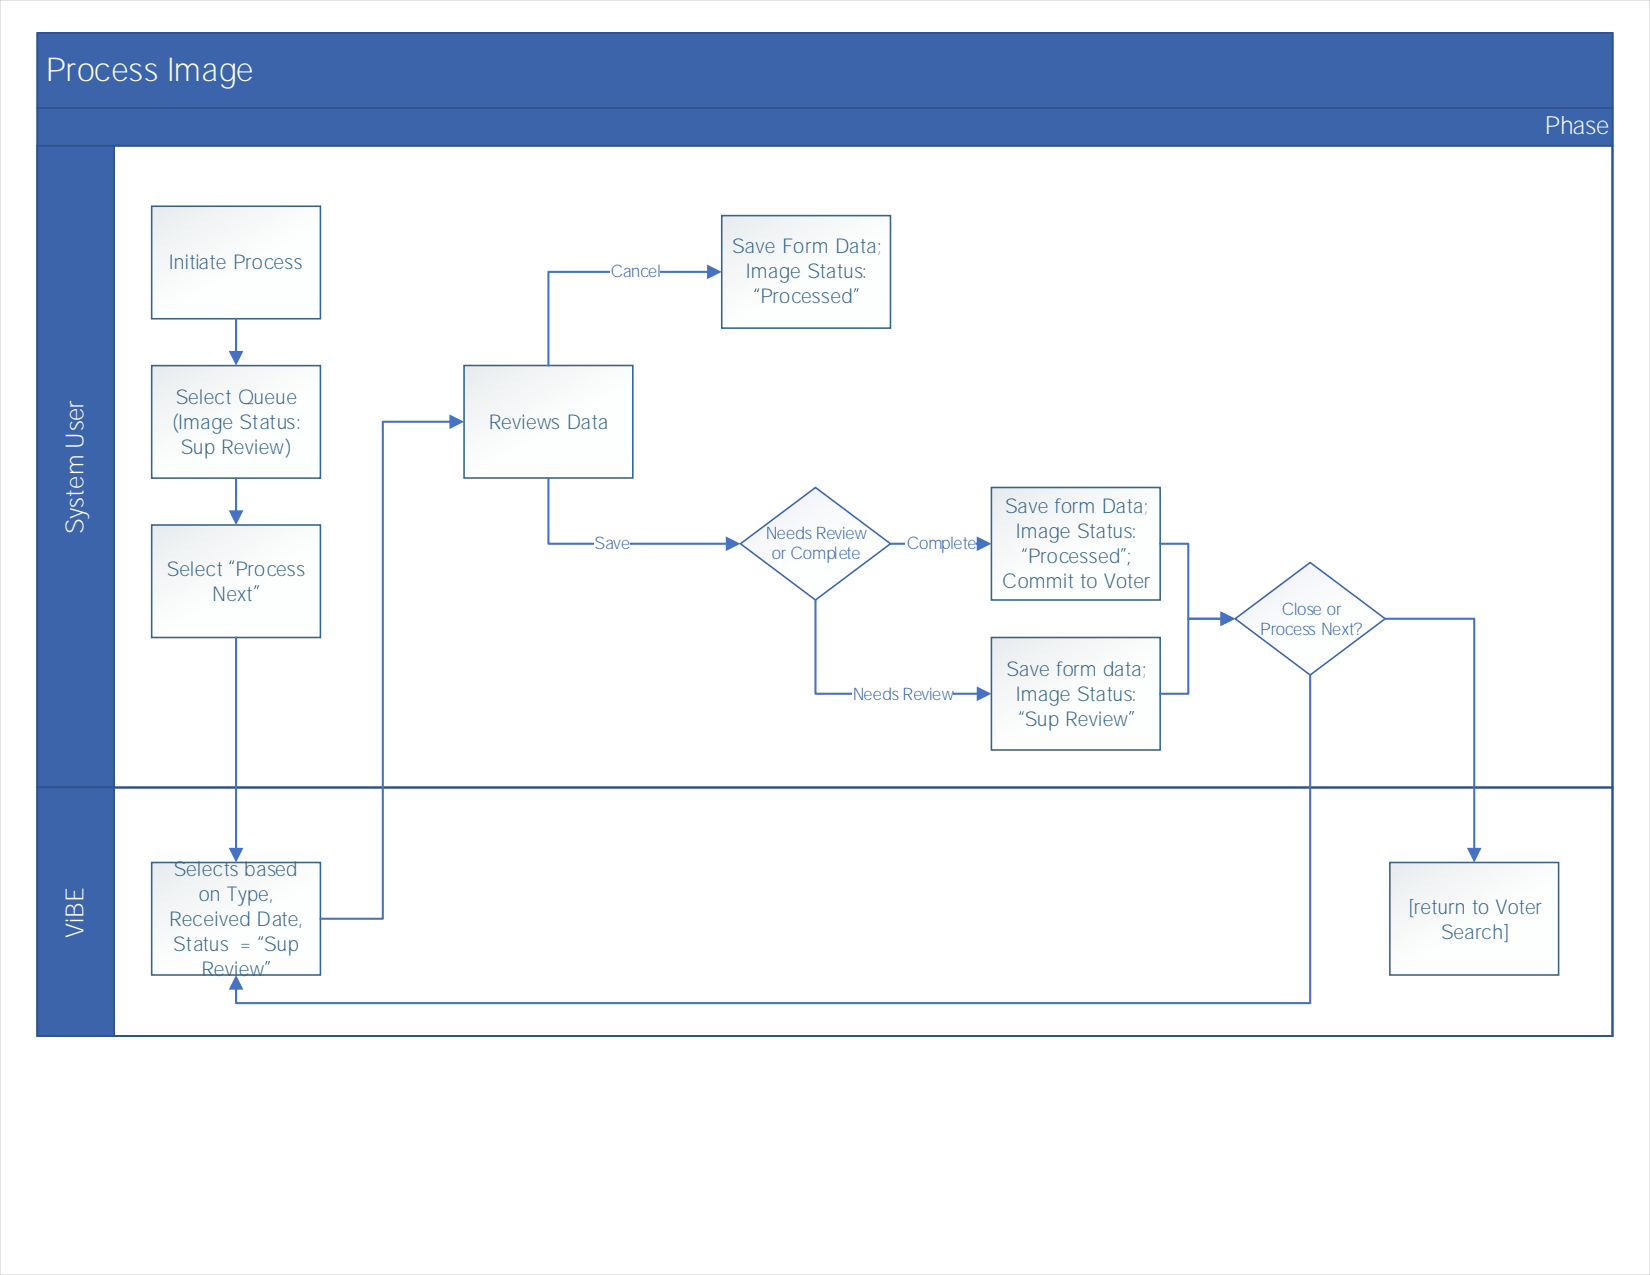 Process Image
Phase
System User
Initiate Process
Select Queue
(Image Status:
Sup Review)
Select “Process
Next”
Reviews Data
Cancel
Save Form Data;
Image Status:
“Processed”
Save
Needs Review
or Complete
Complete
Save form Data;
Image Status:
“Processed”;
Commit to Voter
Needs Review
Save form data;
Image Status:
“Sup Review”
Close or
Process Next?
ViBE
Selects based
on Type,
Received Date,
Status = “Sup
Review”
[return to Voter
Search]